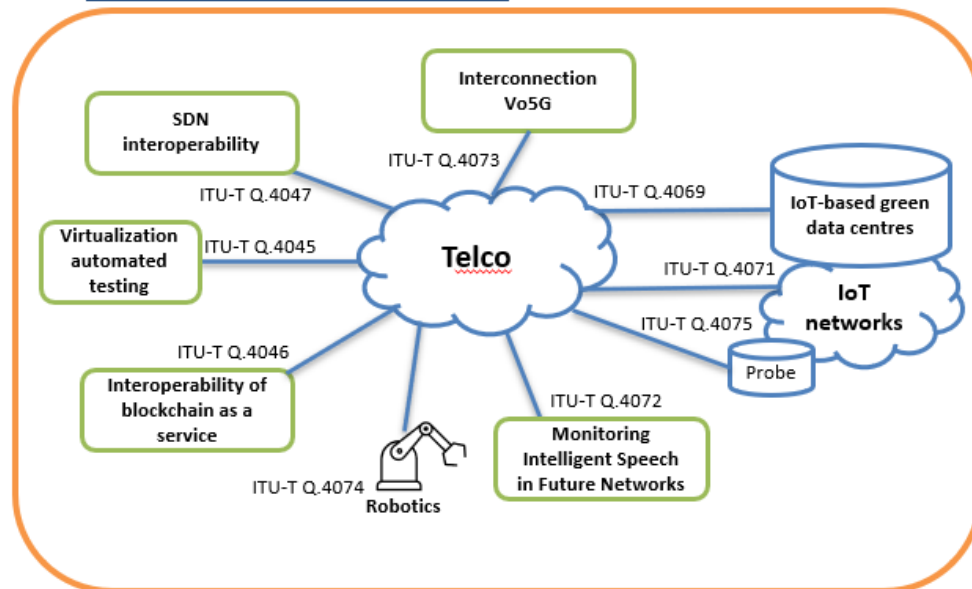 Interconnection
Vo5G
SDN
interoperability
ITU-T Q.4073
ITU-T Q.4047
ITU-T Q.4069
IoT-based green
data centres
Virtualization
automated
testing
ITU-T Q.4045
Telco
ITU-T Q.4071
IoT
networks
ITU-T Q.4075
Probe
ITU-T Q.4046
Interoperability of
blockchain as a
service
ITU-T Q.4072
Monitoring
Intelligent Speech
in Future Networks
ITU-T Q.4074
Robotics